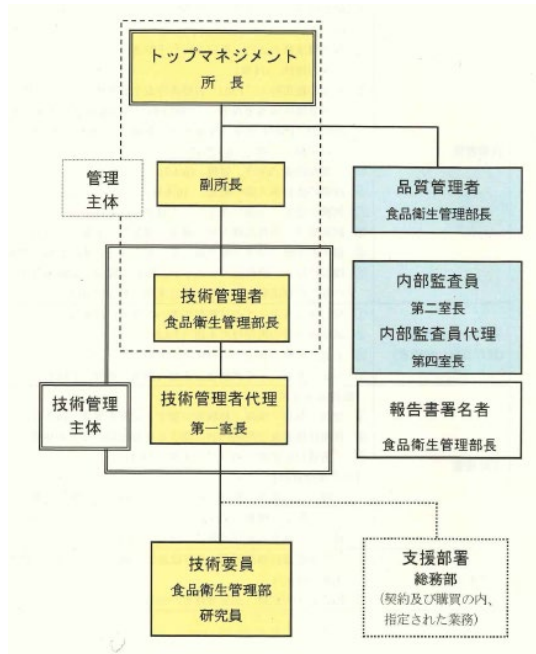 トップマネジメント
所 長
管理
主体
副所長
品質管理者
食品衛生管理部長
技術管理者
食品衛生管理部長
内部監査員
第二室長
内部監査員代理
第四室長
技術管理
主体
技術管理者代理
第一室長
報告書署名者
食品衛生管理部長
技術要員
食品衛生管理部
研究員
支援部署
総務部
(契約及び購買の内、
指定された業務)